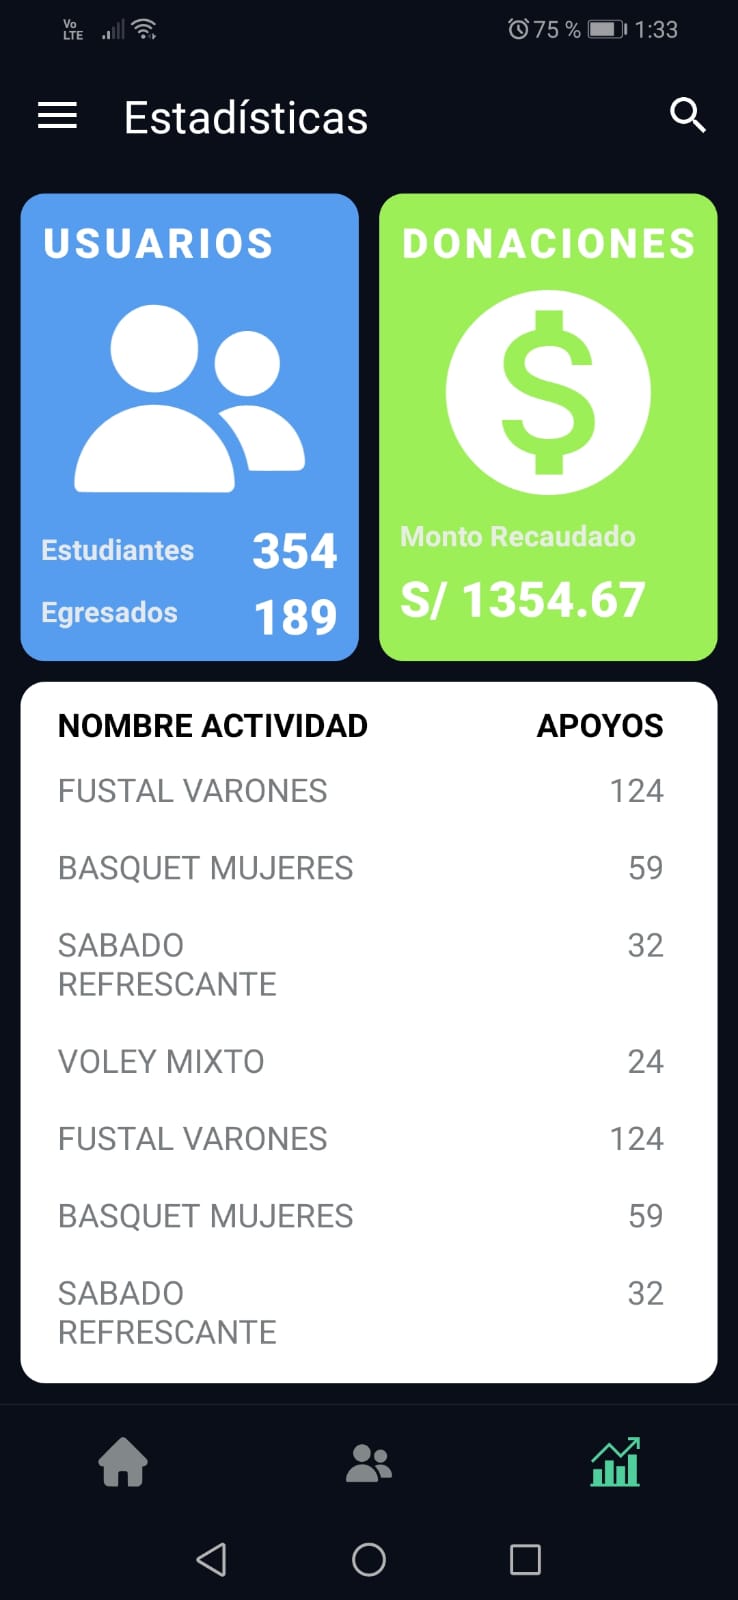 Vo
LTE
75 %
1:33
Estadísticas
USUARIOS
Estudiantes 354
Egresados 189
DONACIONES
$
Monto Recaudado
S/ 1354.67
NOMBRE ACTIVIDAD APOYOS
FUSTAL VARONES 124
BASQUET MUJERES 59
SABADO 32
REFRESCANTE
VOLEY MIXTO 24
FUSTAL VARONES 124
BASQUET MUJERES 59
SABADO 32
REFRESCANTE